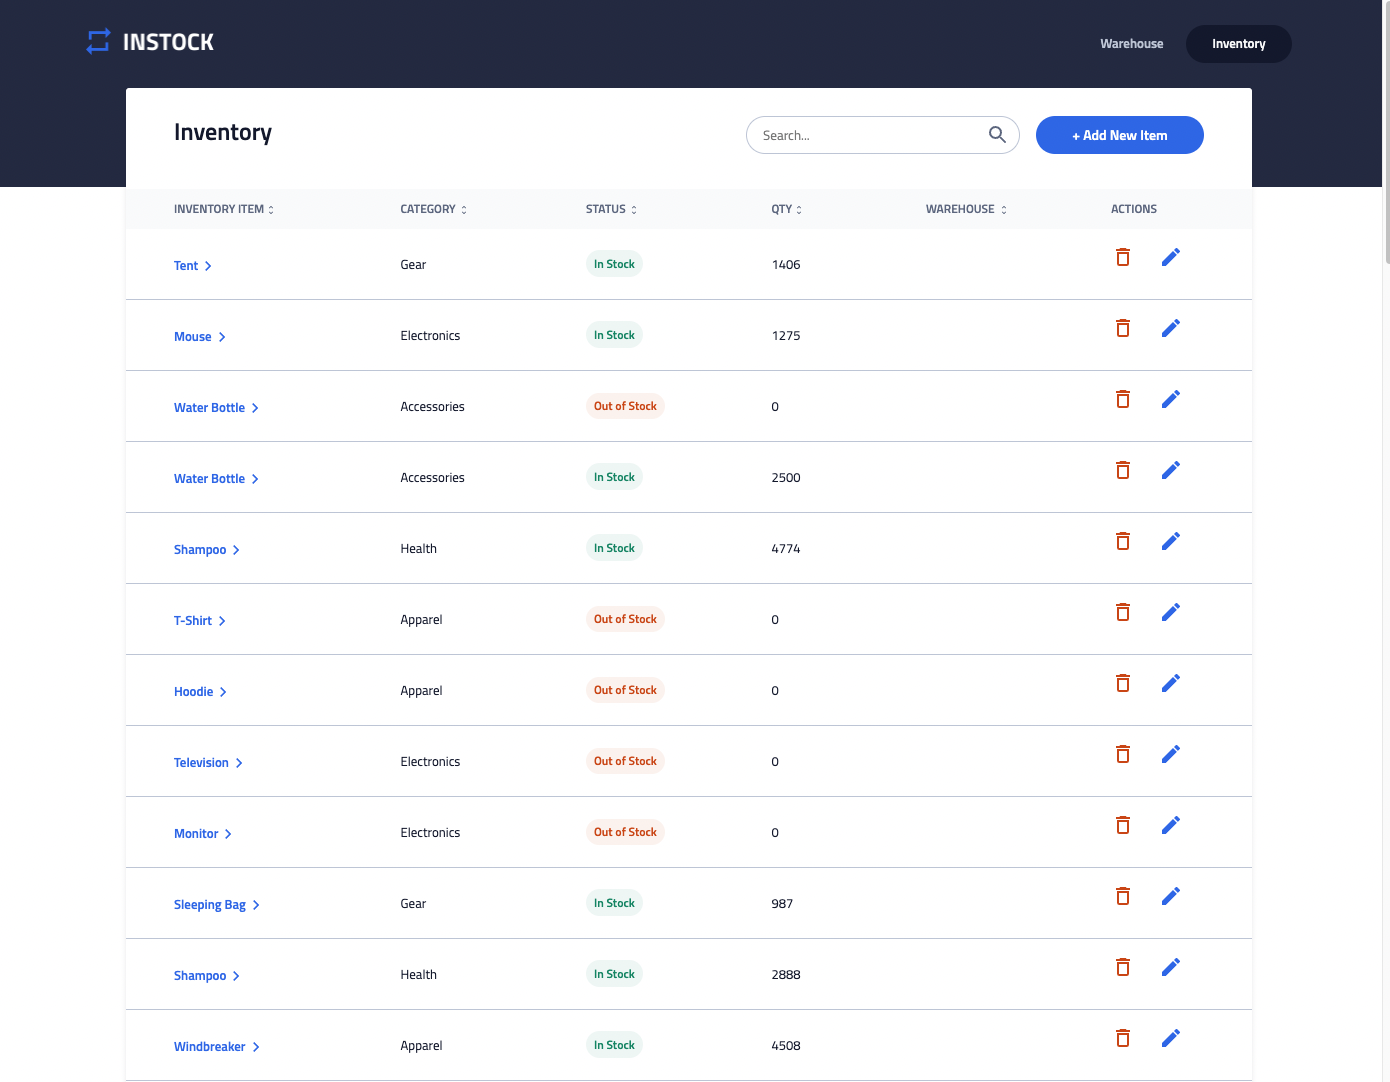 INSTOCK
Warehouse Inventory
Inventory
Search...
+ Add New Item
INVENTORY ITEM CATEGORY STATUS QTY WAREHOUSE ACTIONS
Tent Gear In Stock 1406
Mouse Electronics In Stock 1275
Water Bottle Accessories Out of Stock 0
Water Bottle Accessories In Stock 2500
Shampoo Health In Stock 4774
T-Shirt Apparel Out of Stock 0
Hoodie Apparel Out of Stock 0
Television Electronics Out of Stock 0
Monitor Electronics Out of Stock 0
Sleeping Bag Gear In Stock 987
Shampoo Health In Stock 2888
Windbreaker Apparel In Stock 4508